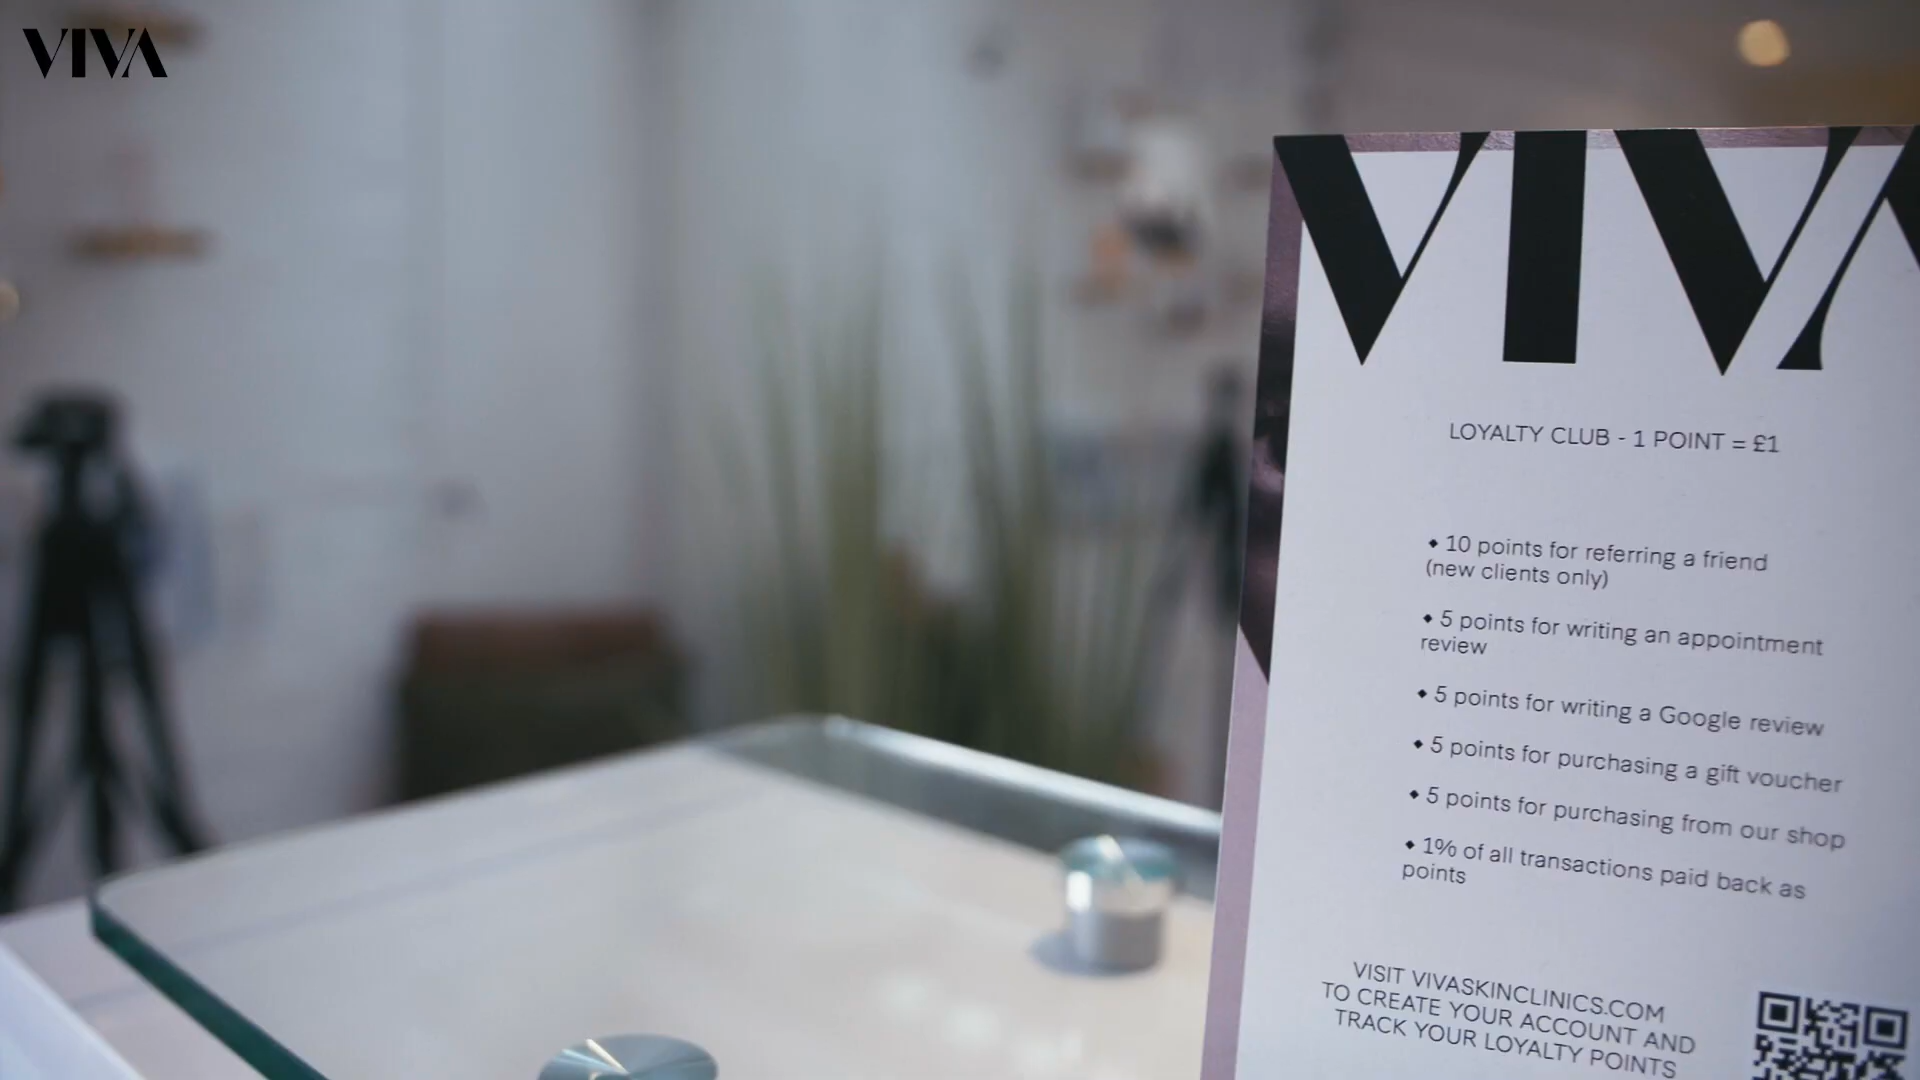 VIVA
VIVA
LOYALTY CLUB - 1 POINT = £1
◆ 10 points for referring a friend
(new clients only)
◆ 5 points for writing an appointment
review
◆ 5 points for writing a Google review
◆ 5 points for purchasing a gift voucher
◆ 5 points for purchasing from our shop
◆ 1% of all transactions paid back as
points
VISIT VIVASKINCLINICS.COM
TO CREATE YOUR ACCOUNT AND
TRACK YOUR LOYALTY POINTS